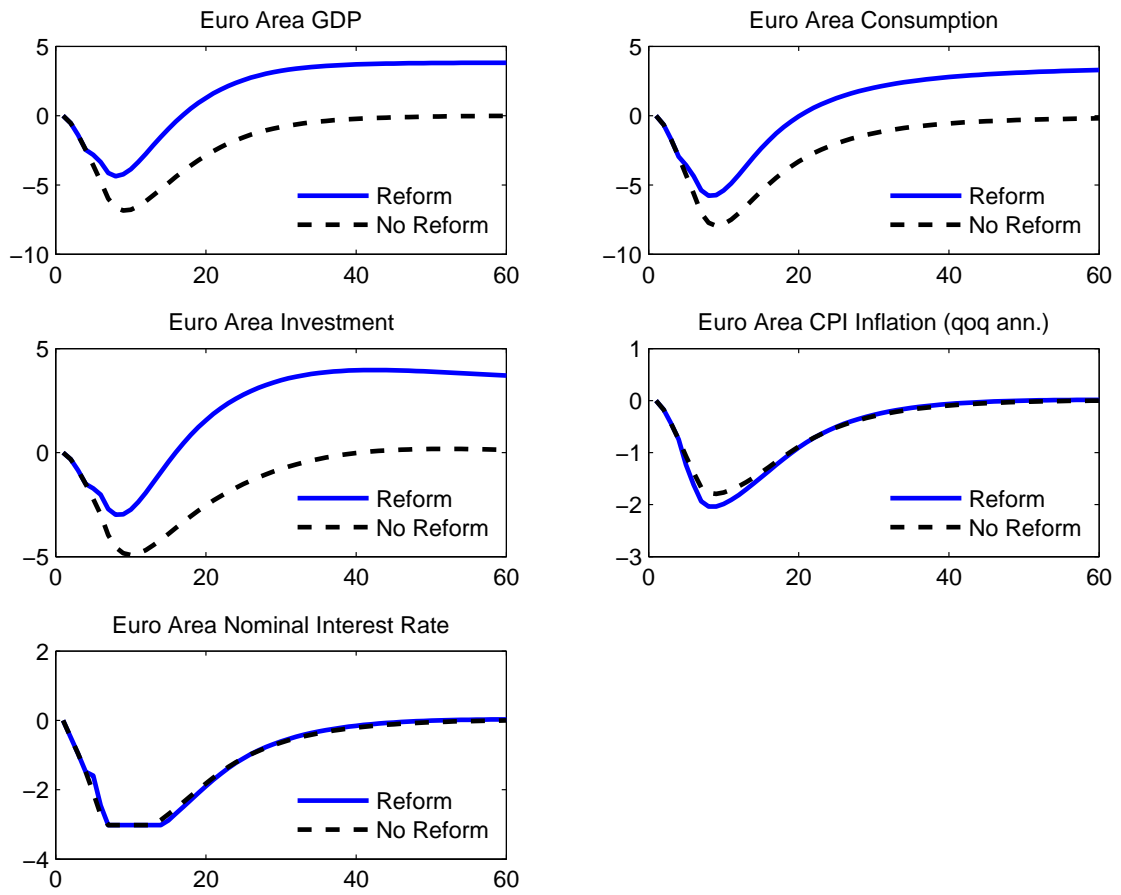 Euro Area GDP
5
0
−5
−10
0 20 40 60
Reform
No Reform
Euro Area Consumption
5
0
−5
−10
0 20 40 60
Reform
No Reform
Euro Area Investment
5
0
−5
0 20 40 60
Reform
No Reform
Euro Area CPI Inflation (qoq ann.)
1
0
−1
−2
−3
0 20 40 60
Reform
No Reform
Euro Area Nominal Interest Rate
2
0
−2
−4
0 20 40 60
Reform
No Reform